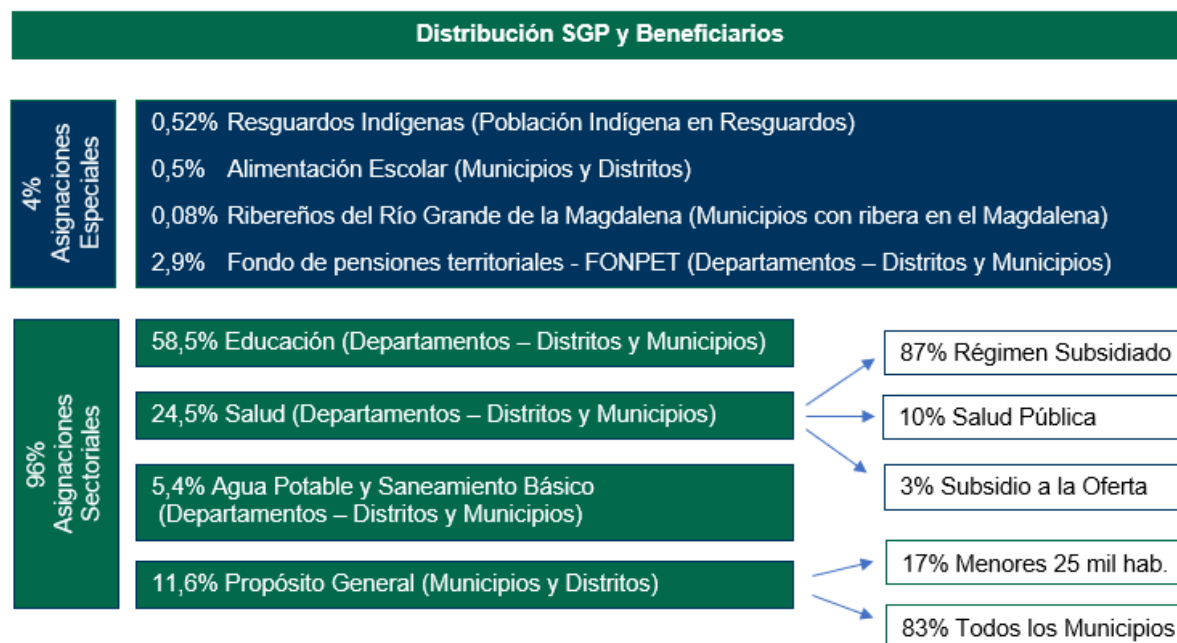 Distribución SGP y Beneficiarios
4%
Asignaciones
Especiales
0,52% Resguardos Indígenas (Población Indígena en Resguardos)
0,5% Alimentación Escolar (Municipios y Distritos)
0,08% Ribereños del Río Grande de la Magdalena (Municipios con ribera en el Magdalena)
2,9% Fondo de pensiones territoriales - FONPET (Departamentos – Distritos y Municipios)
96%
Asignaciones
Sectoriales
58,5% Educación (Departamentos – Distritos y Municipios)
24,5% Salud (Departamentos – Distritos y Municipios)
87% Régimen Subsidiado
10% Salud Pública
3% Subsidio a la Oferta
5,4% Agua Potable y Saneamiento Básico
(Departamentos – Distritos y Municipios)
11,6% Propósito General (Municipios y Distritos)
17% Menores 25 mil hab.
83% Todos los Municipios